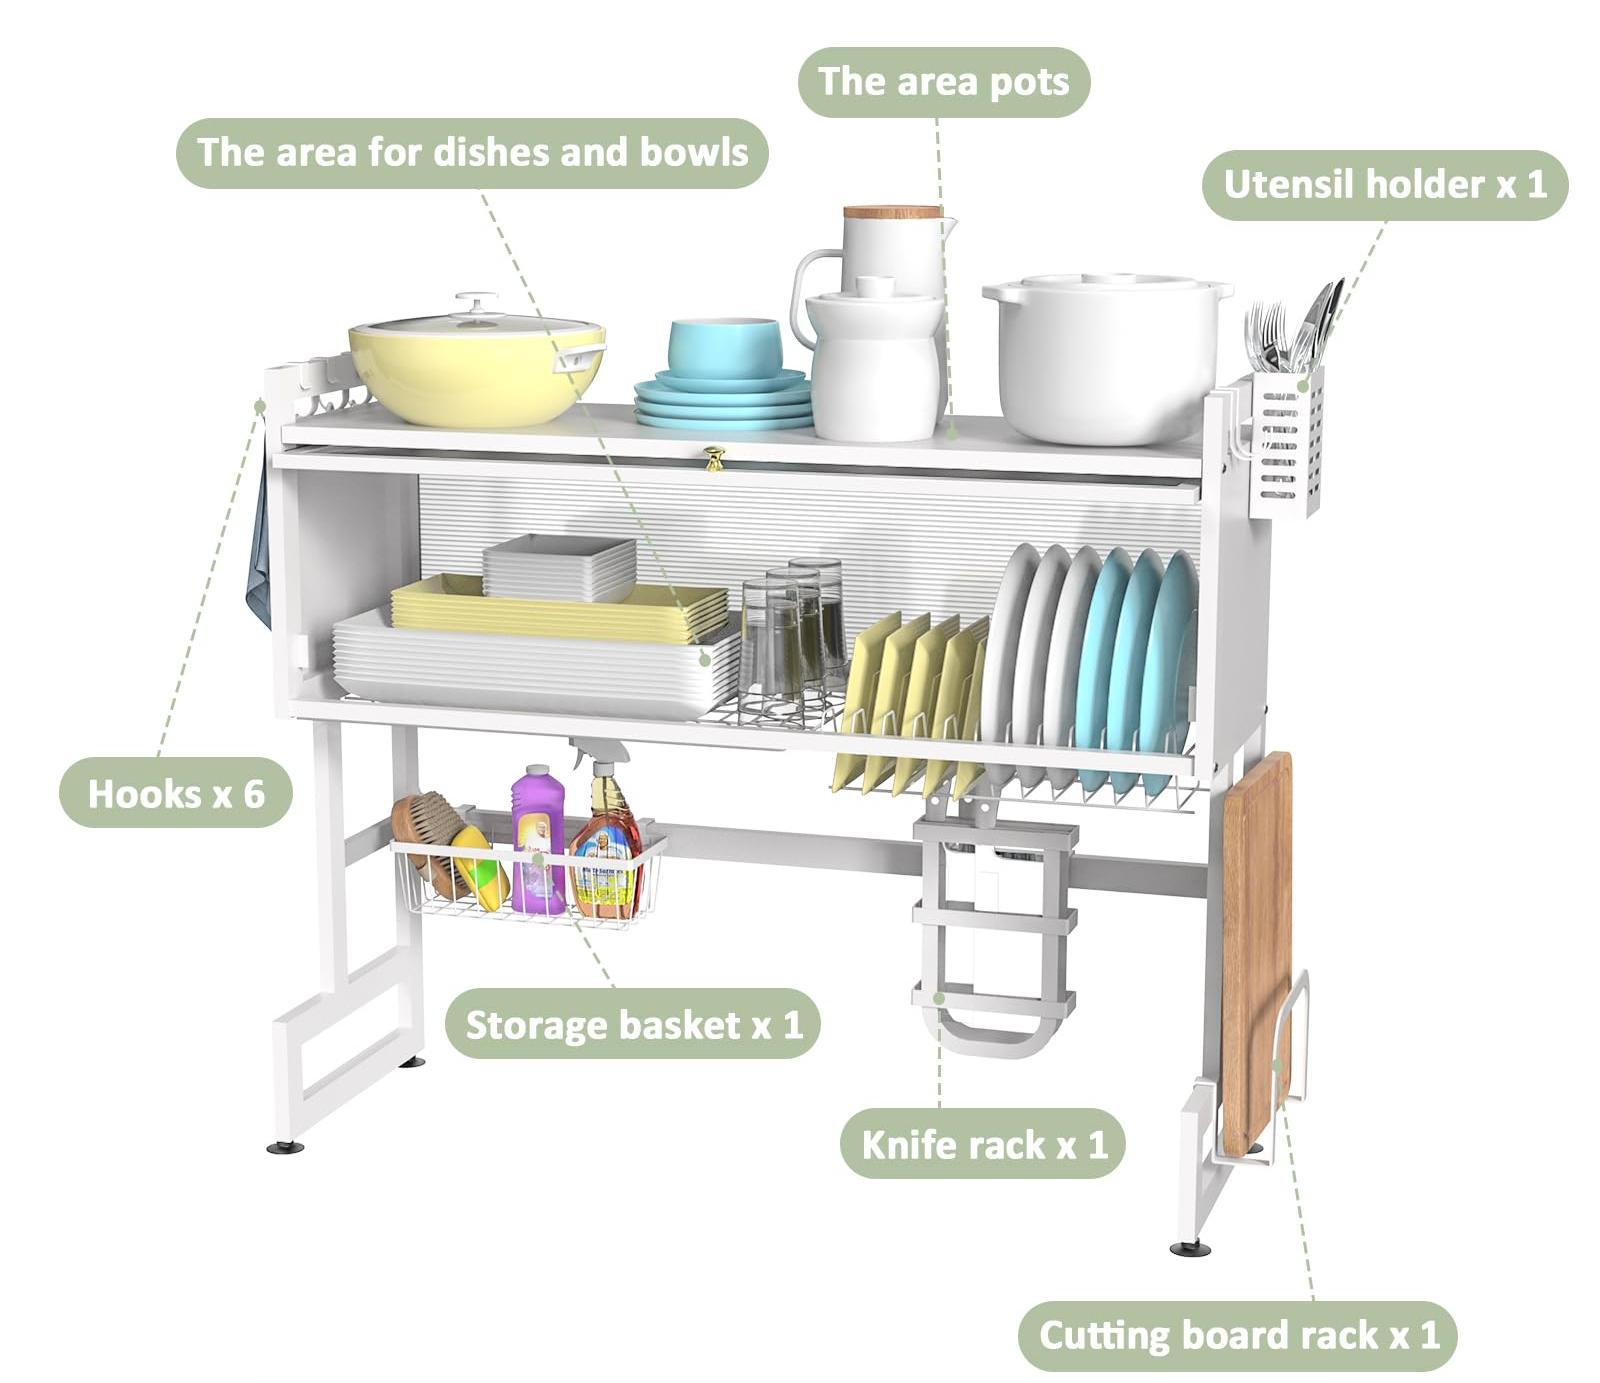 The area pots
The area for dishes and bowls
Utensil holder x 1
Hooks x 6
Storage basket x 1
Knife rack x 1
Cutting board rack x 1